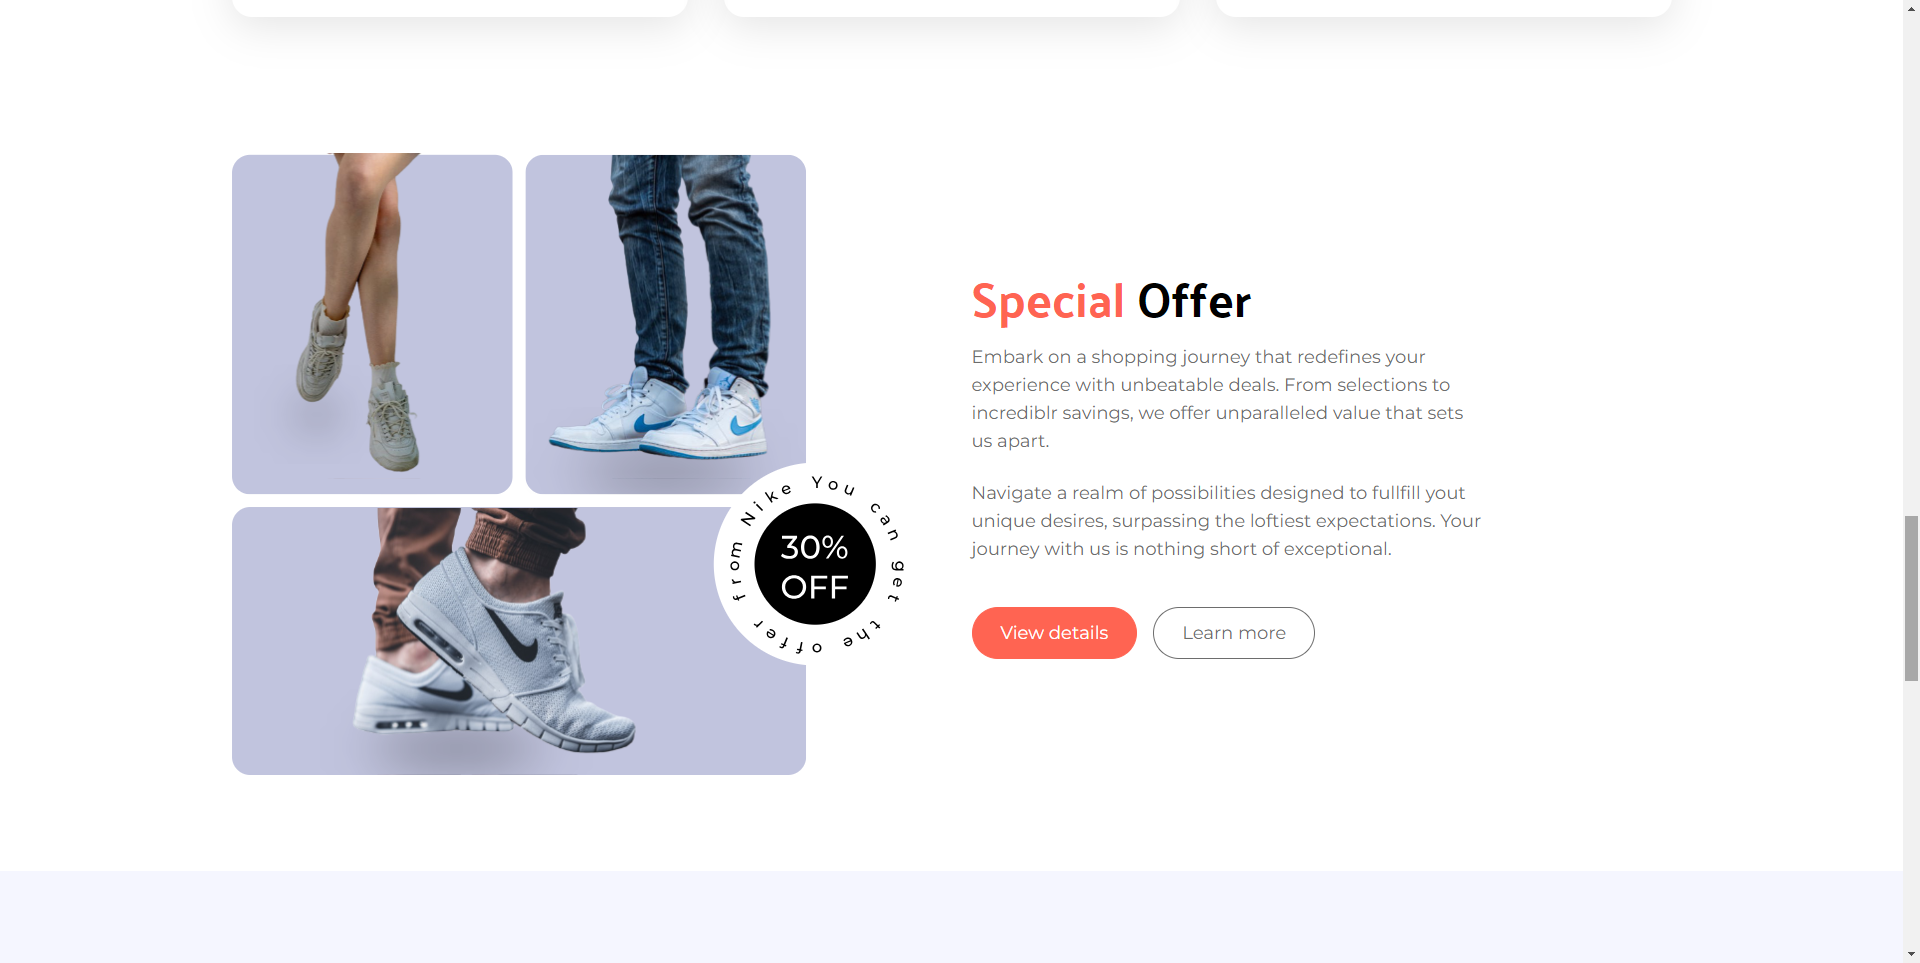 You can get the offer from Nike
30%
OFF
Special Offer
Embark on a shopping journey that redefines your
experience with unbeatable deals. From selections to
incrediblr savings, we offer unparalleled value that sets
us apart.
Navigate a realm of possibilities designed to fullfill yout
unique desires, surpassing the loftiest expectations. Your
journey with us is nothing short of exceptional.
View details
Learn more